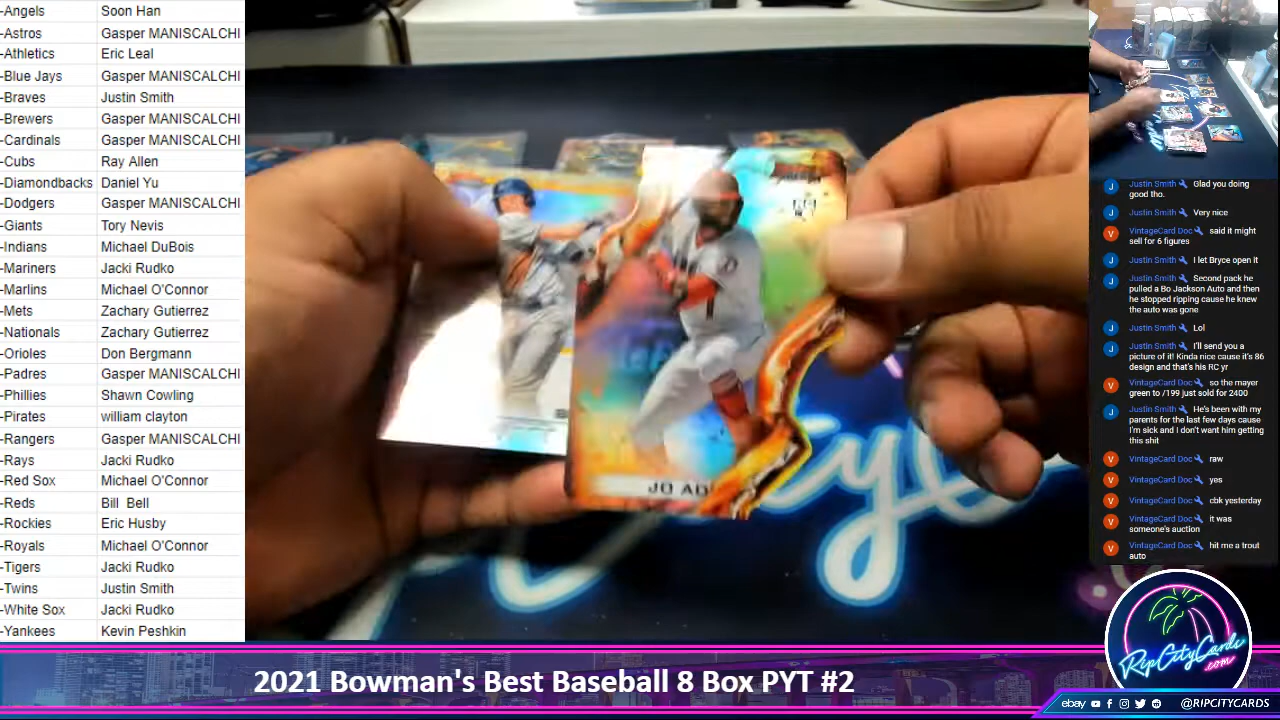 -Angels Soon Han
-Astros Gasper MANISCALCHI
-Athletics Eric Leal
-Blue Jays Gasper MANISCALCHI
-Braves Justin Smith
-Brewers Gasper MANISCALCHI
-Cardinals Gasper MANISCALCHI
-Cubs Ray Allen
-Diamondbacks Daniel Yu
-Dodgers Gasper MANISCALCHI
-Giants Tory Nevis
-Indians Michael DuBois
-Mariners Jacki Rudko
-Marlins Michael O'Connor
-Mets Zachary Gutierrez
-Nationals Zachary Gutierrez
-Orioles Don Bergmann
-Padres Gasper MANISCALCHI
-Phillies Shawn Cowling
-Pirates william clayton
-Rangers Gasper MANISCALCHI
-Rays Jacki Rudko
-Red Sox Michael O'Connor
-Reds Bill Bell
-Rockies Eric Husby
-Royals Michael O'Connor
-Tigers Jacki Rudko
-Twins Justin Smith
-White Sox Jacki Rudko
-Yankees Kevin Peshkin
JO AD
J Justin Smith Glad you doing
good tho.
J Justin Smith Very nice
V VintageCard Doc said it might
sell for 6 figures
J Justin Smith I let Bryce open it
J Justin Smith Second pack he
pulled a Bo Jackson Auto and then
he stopped ripping cause he knew
the auto was gone
J Justin Smith Lol
J Justin Smith I'll send you a
picture of it! Kinda nice cause it's 86
design and that's his RC yr
V VintageCard Doc so the mayer
green to /199 just sold for 2400
J Justin Smith He's been with my
parents for the last few days cause
I'm sick and I don't want him getting
this shit
V VintageCard Doc raw
V VintageCard Doc yes
V VintageCard Doc cbk yesterday
V VintageCard Doc it was
someone's auction
V VintageCard Doc hit me a trout
auto
RipCityCards
.com
2021 Bowman's Best Baseball 8 Box PYT #2
ebay @RIPCITYCARDS